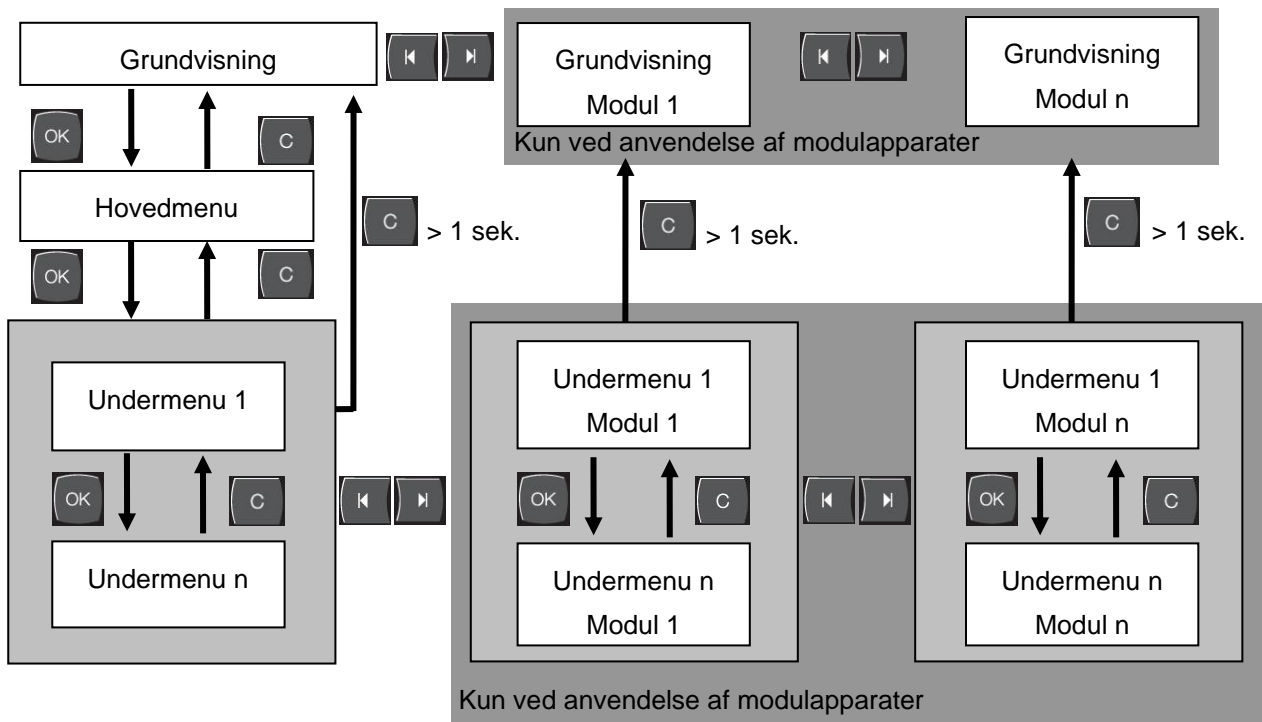 Grundvisning
Grundvisning
Modul 1
Grundvisning
Modul n
Kun ved anvendelse af modulapparater
OK
C
Hovedmenu
C > 1 sek.
C > 1 sek.
C > 1 sek.
OK
C
Undermenu 1
Undermenu 1
Modul 1
Undermenu 1
Modul n
OK
C
OK
C
OK
C
Undermenu n
Undermenu n
Modul 1
Undermenu n
Modul n
Kun ved anvendelse af modulapparater